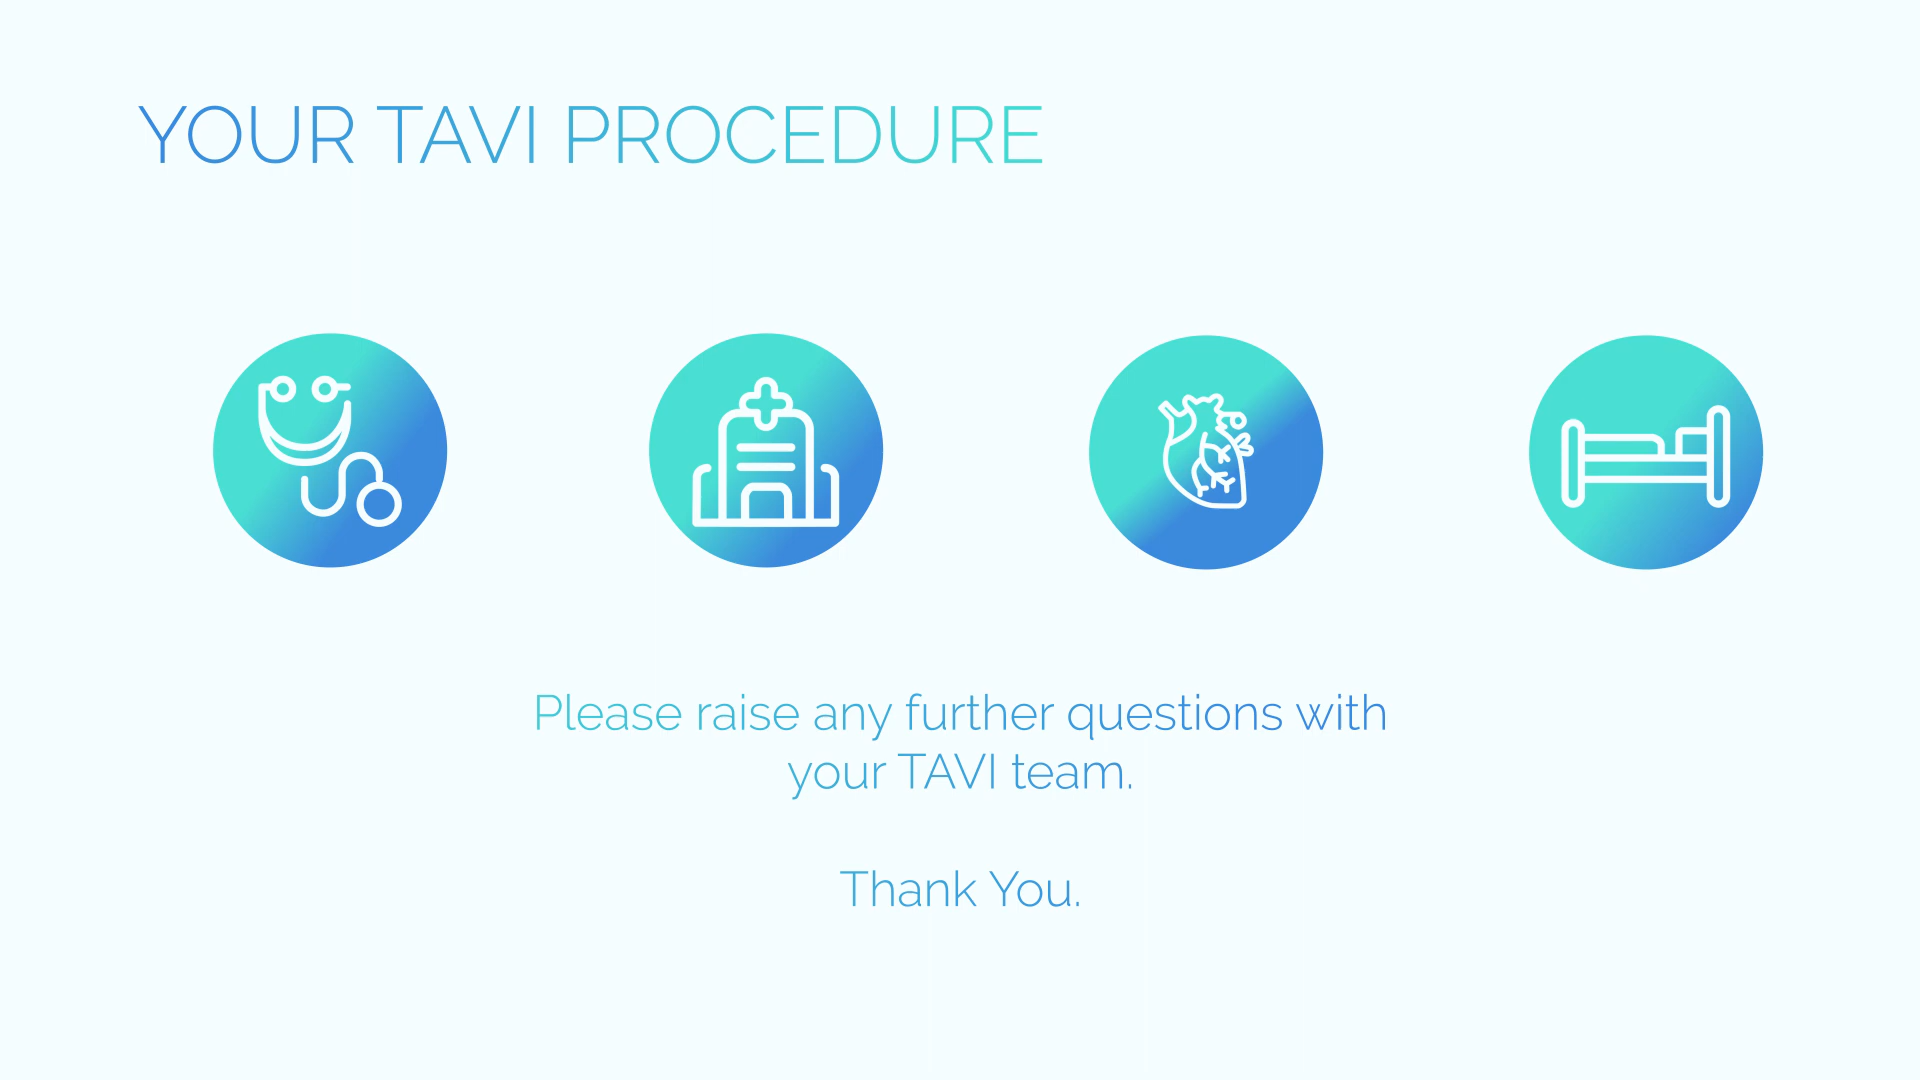 YOUR TAVI PROCEDURE
Please raise any further questions with
your TAVI team.
Thank You.